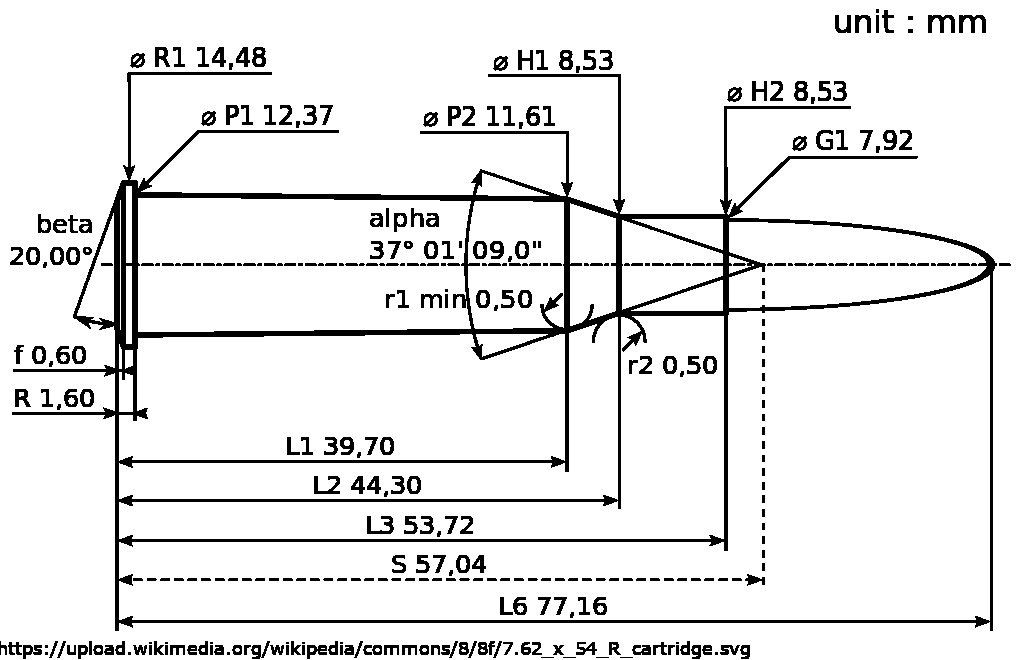 unit : mm
⌀ R1 14,48
⌀ H1 8,53
⌀ H2 8,53
⌀ P1 12,37
⌀ P2 11,61
⌀ G1 7,92
beta
20,00°
alpha
37° 01' 09,0"
r1 min 0,50
f 0,60
r2 0,50
R 1,60
L1 39,70
L2 44,30
L3 53,72
S 57,04
L6 77,16
https://upload.wikimedia.org/wikipedia/commons/8/8f/7.62_x_54_R_cartridge.svg